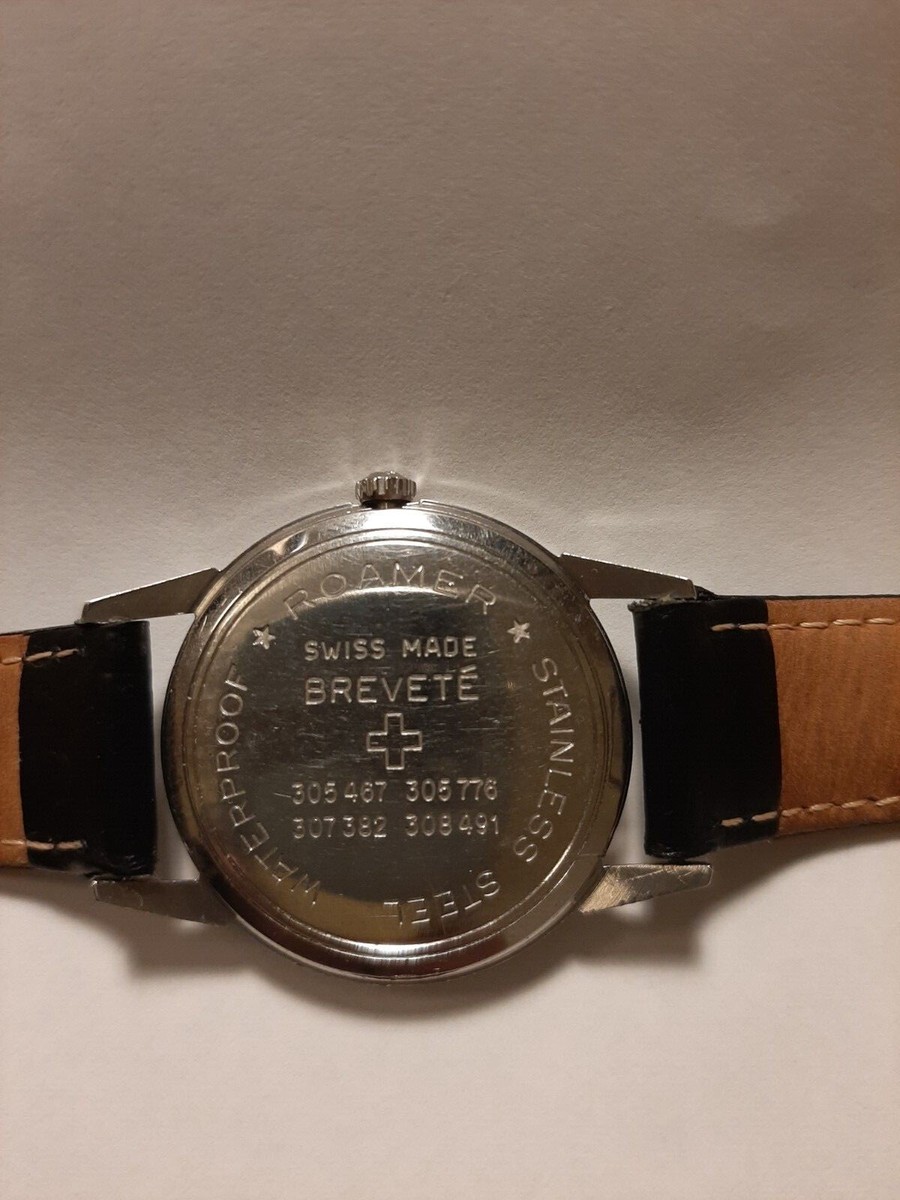 ROAMER
STAINLESS STEEL
WATERPROOF
SWISS MADE
BREVETÉ
305 467 305 776
307 382 308 491